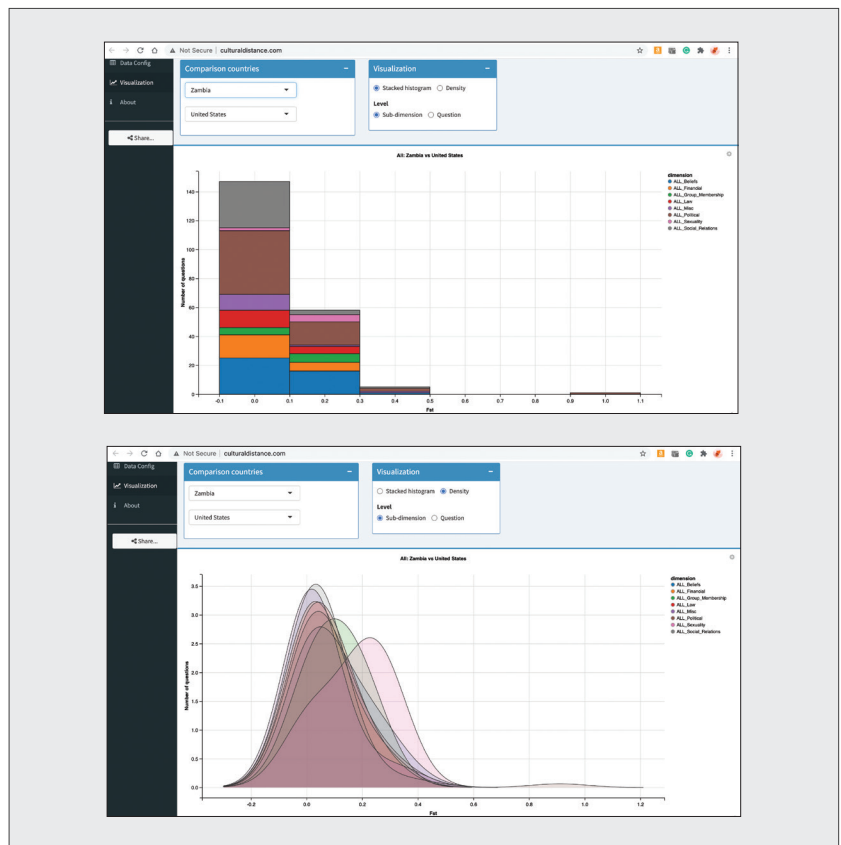 Not Secure | culturaldistance.com
Data Config
Visualization
About
Share...
Comparison countries −
Zambia
United States
Visualization −
Stacked histogram Density
Level
Sub-dimension Question
All: Zambia vs United States
dimension
ALL_Beliefs
ALL_Financial
ALL_Group_Membership
ALL_Law
ALL_Misc
ALL_Political
ALL_Sexuality
ALL_Social_Relations
Number of questions
140
120
100
80
60
40
20
0
-0.1 0.0 0.1 0.2 0.3 0.4 0.5 0.6 0.7 0.8 0.9 1.0 1.1
Fst
Not Secure | culturaldistance.com
Data Config
Visualization
About
Share...
Comparison countries −
Zambia
United States
Visualization −
Stacked histogram Density
Level
Sub-dimension Question
All: Zambia vs United States
dimension
ALL_Beliefs
ALL_Financial
ALL_Group_Membership
ALL_Law
ALL_Misc
ALL_Political
ALL_Sexuality
ALL_Social_Relations
Number of questions
3.5
3.0
2.5
2.0
1.5
1.0
0.5
0.0
-0.2 0.0 0.2 0.4 0.6 0.8 1.0 1.2
Fst